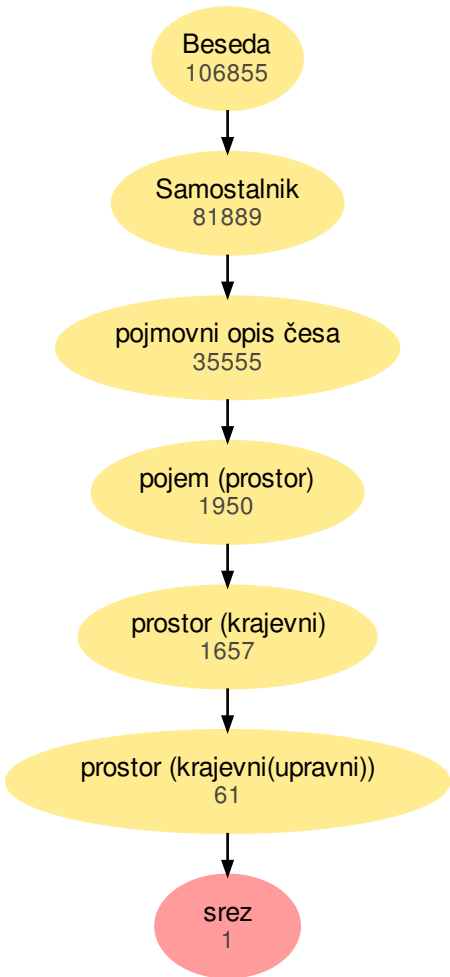 Beseda
106855
Samostalnik
81889
pojmovni opis česa
35555
pojem (prostor)
1950
prostor (krajevni)
1657
prostor (krajevni(upravni))
61
srez
1